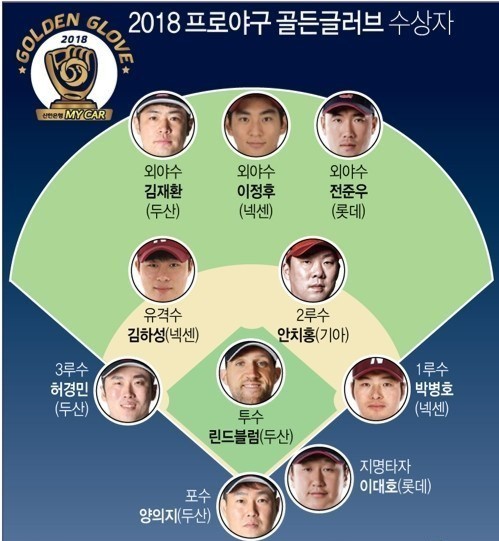 2018 프로야구 골든글러브 수상자
GOLDEN GLOVE
2018
신한은행 MY CAR
외야수
김재환
(두산)
외야수
이정후
(넥센)
외야수
전준우
(롯데)
유격수
김하성(넥센)
2루수
안치홍(기아)
3루수
허경민
(두산)
투수
린드블럼(두산)
1루수
박병호
(넥센)
포수
양의지(두산)
지명타자
이대호(롯데)